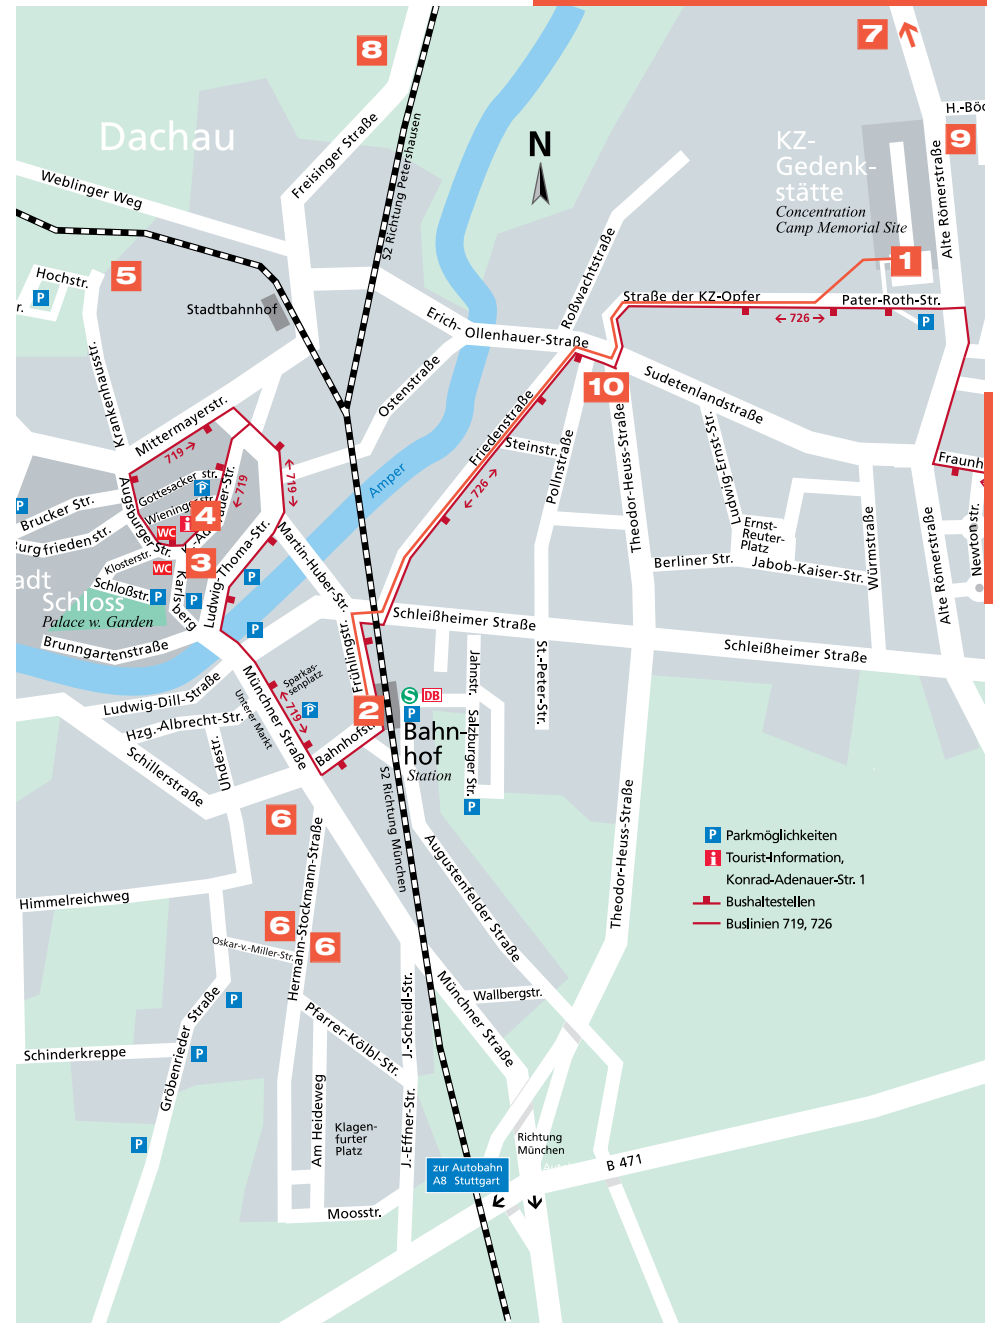 7
8
H.-Böc
N
9
Dachau
KZ-
Gedenk-
stätte
Concentration
Camp Memorial Site
Freisinger Straße
S2 Richtung Petershausen
Alte Römerstraße
Weblinger Weg
Roßwachtstraße
1
Hochstr.
5
P
r.
Straße der KZ-Opfer
Pater-Roth-Str.
Stadtbahnhof
Erich- Ollenhauer-Straße
← 726 →
P
Krankenhausstr.
Ostenstraße
10
Sudetenlandstraße
Mittermayerstr.
Friedenstraße
Steinstr.
Pollnstraße
Theodor-Heuss-Straße
Ludwig-Ernst-Str.
Fraunh
719 →
← 719
← 719 →
← 726 →
Amper
Gottesacker str.
P
Wieningerstr.
P
Brucker Str.
Augsburger Str.
i
4
WC
urgfriedenstr.
Klosterstr.
WC
3
Schloßstr.
P
P
Karlsberg
Ludwig-Thoma-Str.
P
Martin-Huber-Str.
P
Ernst-
Reuter-
Platz
Berliner Str.
Jabob-Kaiser-Str.
Würmstraße
Alte Römerstraße
Newtonstr.
adt
Schloss
Palace w. Garden
Brunngartenstraße
Schleißheimer Straße
Schleißheimer Straße
Frühlingstr.
Jahnstr.
St.-Peter-Str.
Ludwig-Dill-Straße
Hzg.-Albrecht-Str.
Schillerstraße
Uhdestr.
Unterer Markt
Münchner Straße
Sparkas-
senplatz
← 719 →
P
2
S
DB
P
Bahn-
hof
Station
Bahnhofstr.
Salzburger Str.
P
S2 Richtung München
6
Hermann-Stockmann-Straße
Augustenfelder Straße
Theodor-Heuss-Straße
P Parkmöglichkeiten
i Tourist-Information,
Konrad-Adenauer-Str. 1
Bushaltestellen
Buslinien 719, 726
Himmelreichweg
6
6
Oskar-v.-Miller-Str.
P
Gröbenrieder Straße
Münchner Straße
Wallbergstr.
J.-Scheidl-Str.
Pfarrer-Kölbl-Str.
Schinderkreppe
P
P
Am Heideweg
Klagen-
furter
Platz
J.-Effner-Str.
Richtung
München
zur Autobahn
A8 Stuttgart
B 471
Moosstr.